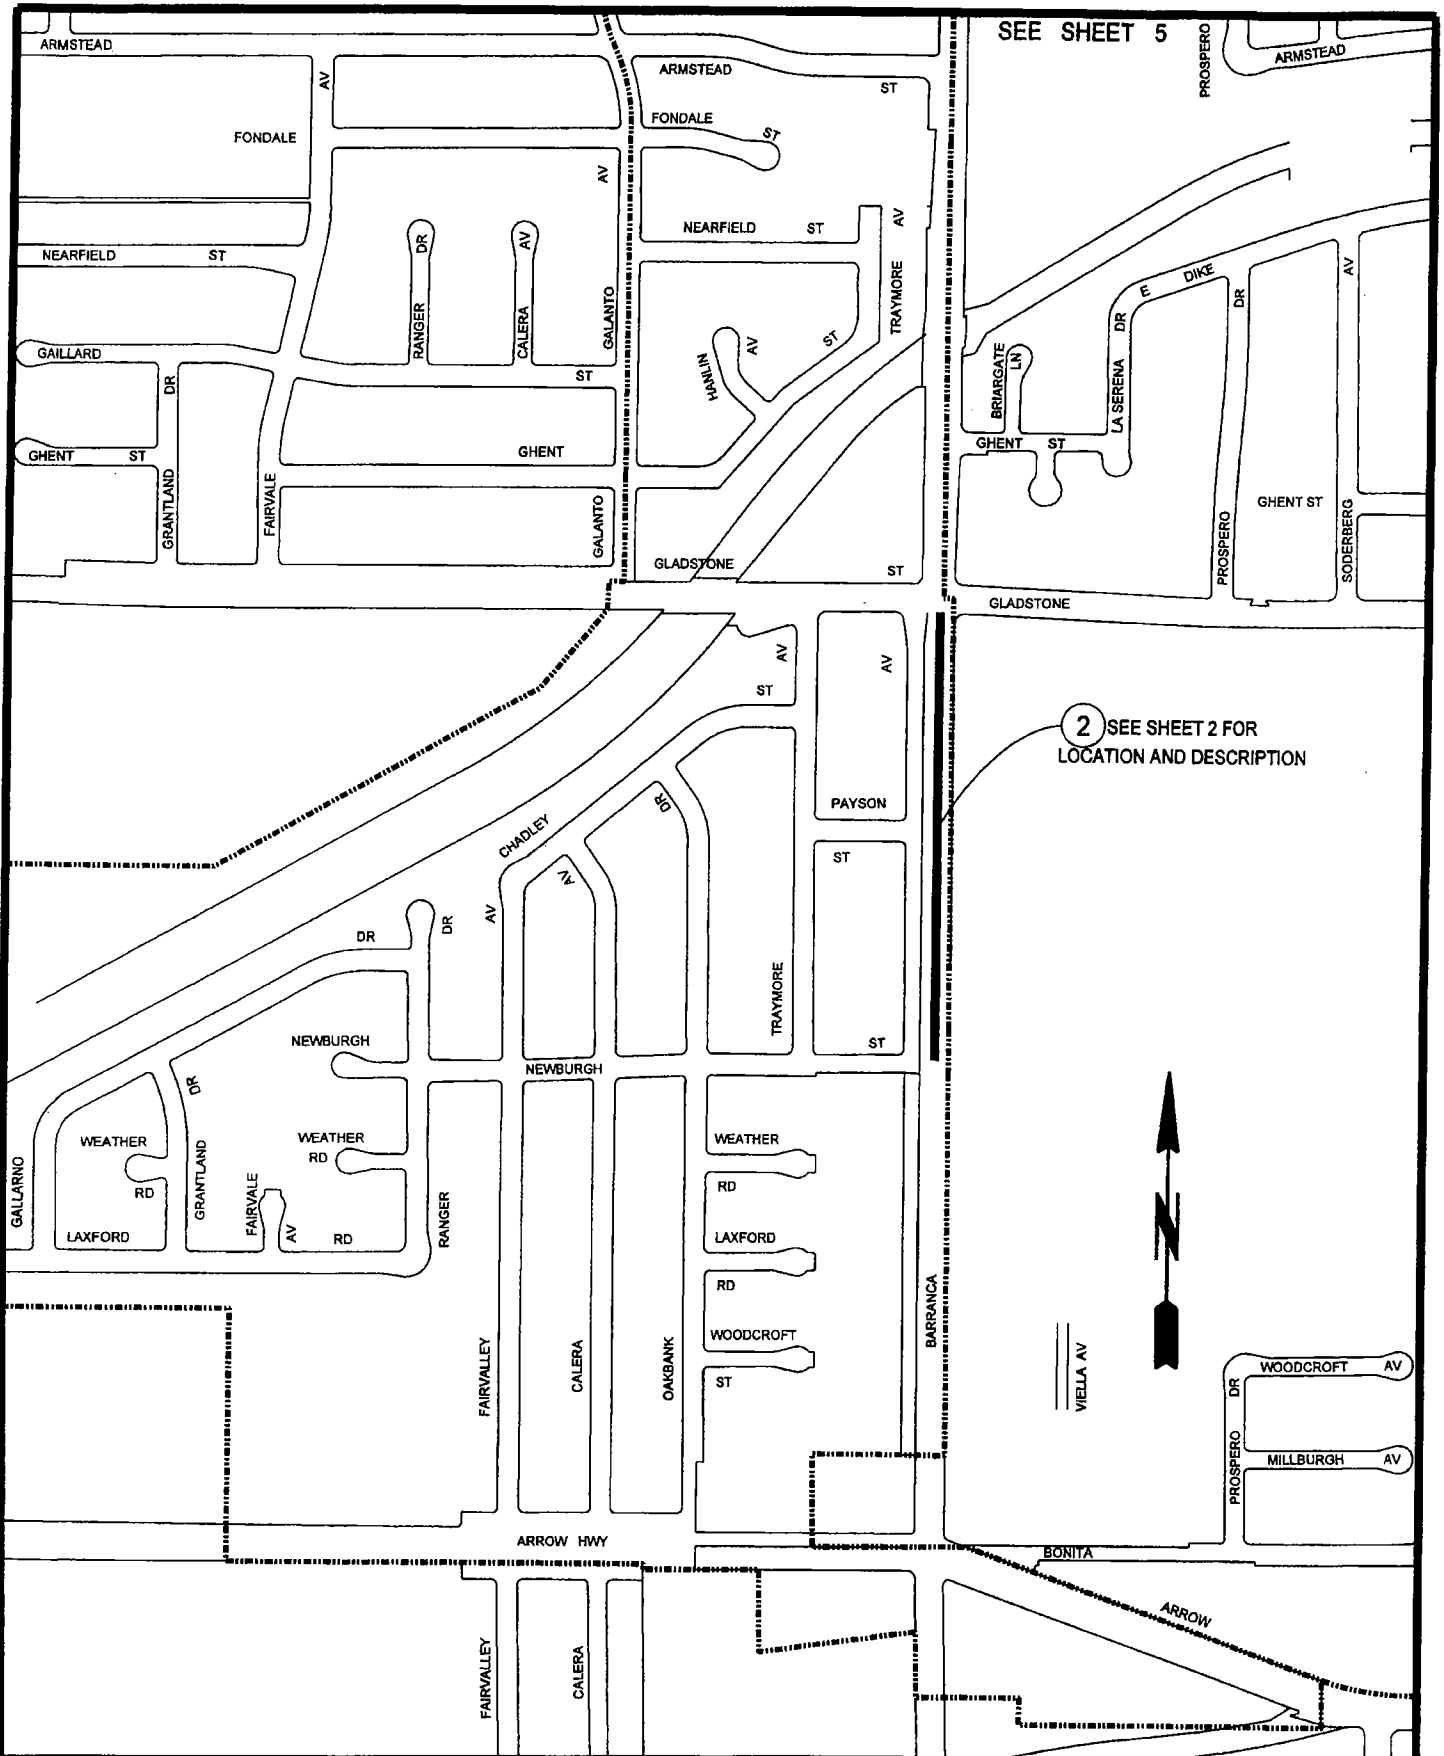 SEE SHEET 5
ARMSTEAD
ARMSTEAD
ST
PROSPERO
ARMSTEAD
AV
FONDALE
FONDALE
ST
AV
NEARFIELD
ST
DR
AV
NEARFIELD
ST
AV
TRAYMORE
RANGER
CALERA
GALANTO
E
DIKE
DR
AV
GAILLARD
DR
ST
HANLIN
AV
ST
BRIARGATE
LN
LA SERENA
DR
GHENT
ST
GHENT
GHENT
ST
GRANTLAND
FAIRVALE
GALANTO
GHENT ST
PROSPERO
SODERBERG
GLADSTONE
ST
GLADSTONE
AV
AV
ST
2 SEE SHEET 2 FOR
LOCATION AND DESCRIPTION
DR
PAYSON
ST
CHADLEY
AV
AV
DR
DR
TRAYMORE
NEWBURGH
NEWBURGH
ST
DR
WEATHER
RD
WEATHER
RD
WEATHER
RD
GALLARNO
GRANTLAND
FAIRVALE
AV
LAXFORD
RD
RANGER
LAXFORD
RD
N
BARRANCA
WOODCROFT
ST
FAIRVALLEY
CALERA
OAKBANK
VIELLA AV
WOODCROFT
AV
DR
PROSPERO
MILLBURGH
AV
ARROW HWY
BONITA
ARROW
FAIRVALLEY
CALERA